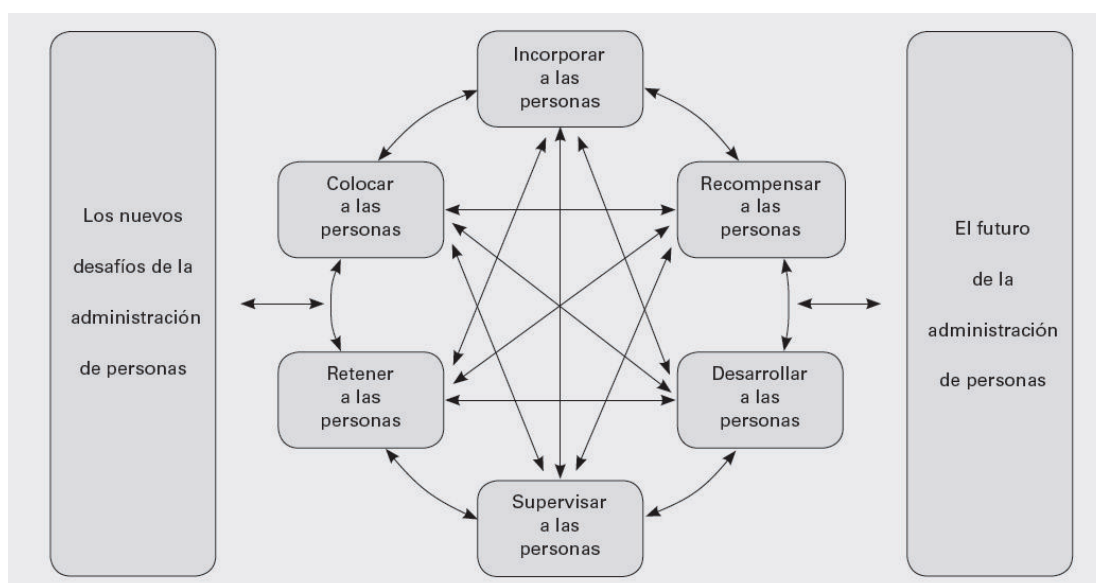 Los nuevos
desafíos de la
administración
de personas
Incorporar
a las
personas
Colocar
a las
personas
Recompensar
a las
personas
Retener
a las
personas
Desarrollar
a las
personas
Supervisar
a las
personas
El futuro
de la
administración
de personas